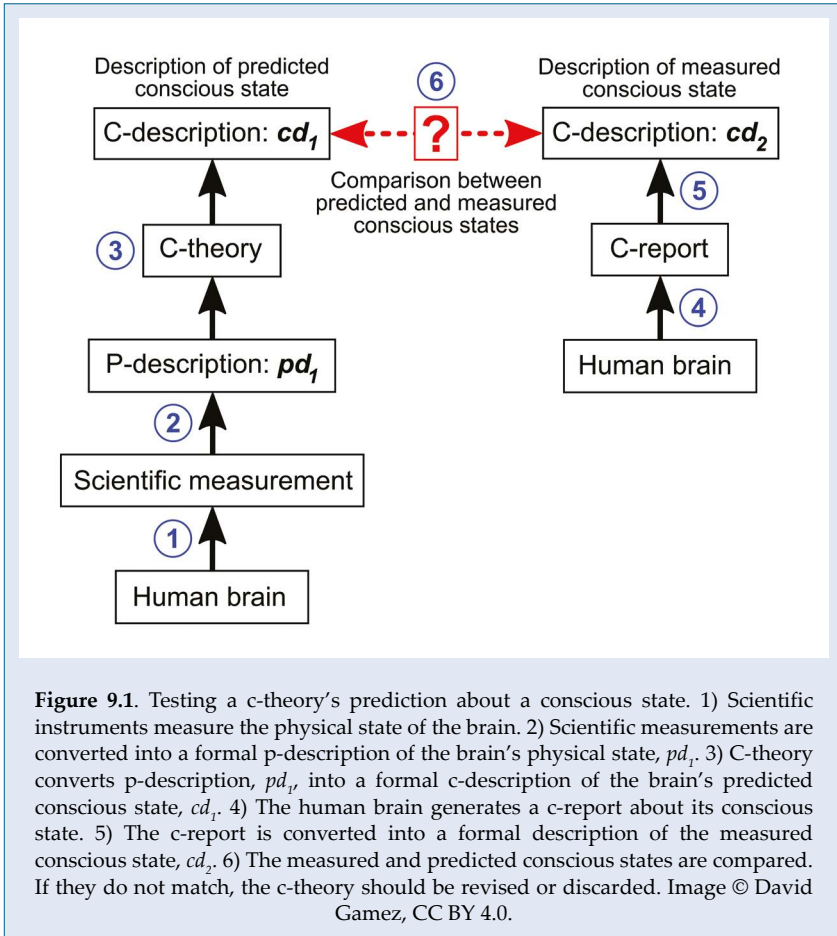 Description of predicted
conscious state
C-description: cd1
6
?
Comparison between
predicted and measured
conscious states
Description of measured
conscious state
C-description: cd2
5
3
C-theory
C-report
4
P-description: pd1
Human brain
2
Scientific measurement
1
Human brain
Figure 9.1. Testing a c-theory's prediction about a conscious state. 1) Scientific
instruments measure the physical state of the brain. 2) Scientific measurements are
converted into a formal p-description of the brain's physical state, pd1. 3) C-theory
converts p-description, pd1, into a formal c-description of the brain's predicted
conscious state, cd1. 4) The human brain generates a c-report about its conscious
state. 5) The c-report is converted into a formal description of the measured
conscious state, cd2. 6) The measured and predicted conscious states are compared.
If they do not match, the c-theory should be revised or discarded. Image © David
Gamez, CC BY 4.0.